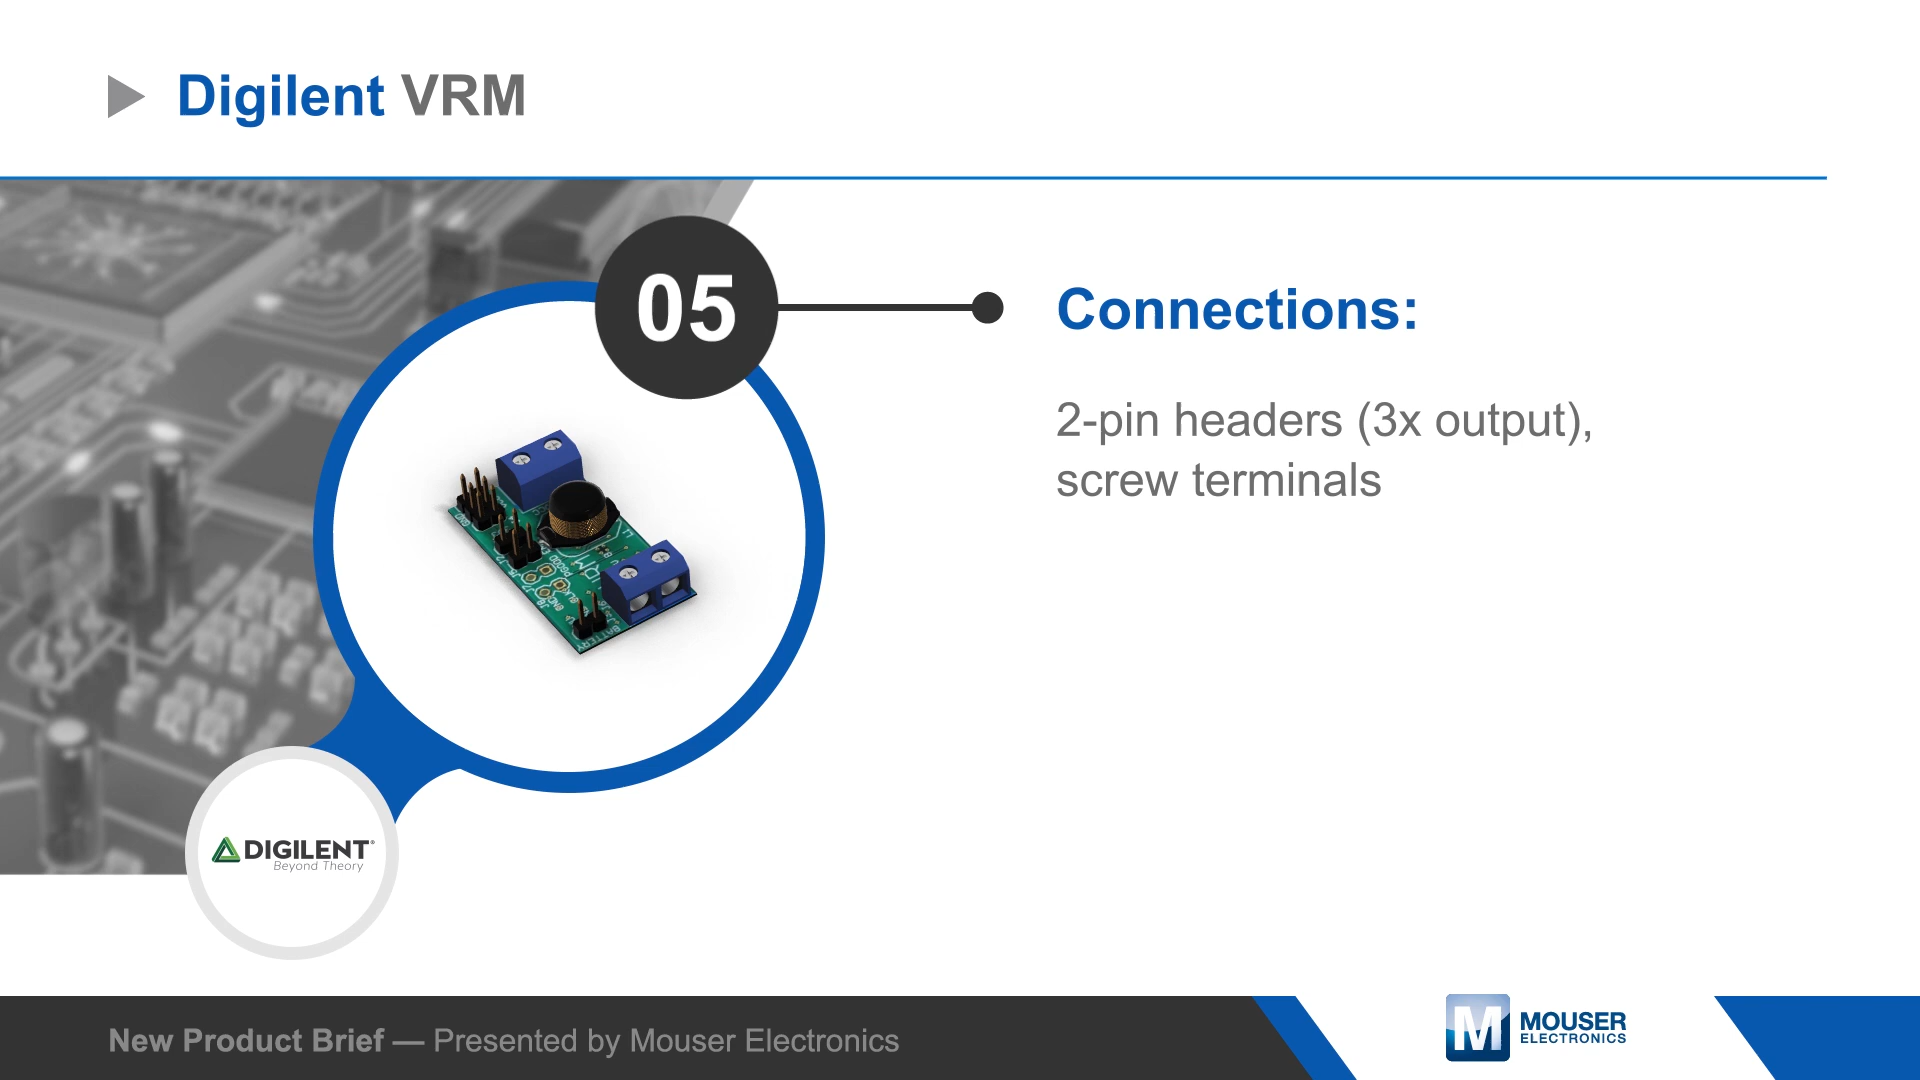 Digilent VRM
05
Connections:
2-pin headers (3x output),
screw terminals
DIGILENT®
Beyond Theory
New Product Brief — Presented by Mouser Electronics
M
MOUSER
ELECTRONICS